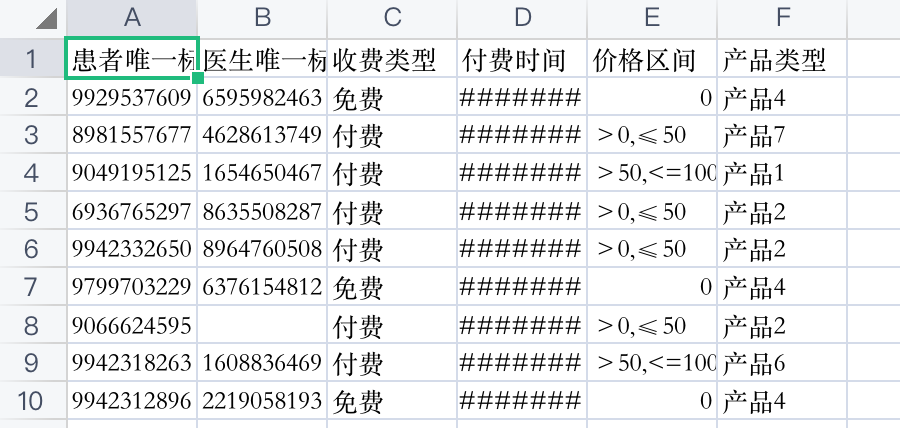 A B C D E F
1 患者唯一标 医生唯一标 收费类型 付费时间 价格区间 产品类型
2 9929537609 6595982463 免费 ####### 0 产品4
3 8981557677 4628613749 付费 ####### >0,≤50 产品7
4 9049195125 1654650467 付费 ####### >50,<=100 产品1
5 6936765297 8635508287 付费 ####### >0,≤50 产品2
6 9942332650 8964760508 付费 ####### >0,≤50 产品2
7 9799703229 6376154812 免费 ####### 0 产品4
8 9066624595 付费 ####### >0,≤50 产品2
9 9942318263 1608836469 付费 ####### >50,<=100 产品6
10 9942312896 2219058193 免费 ####### 0 产品4